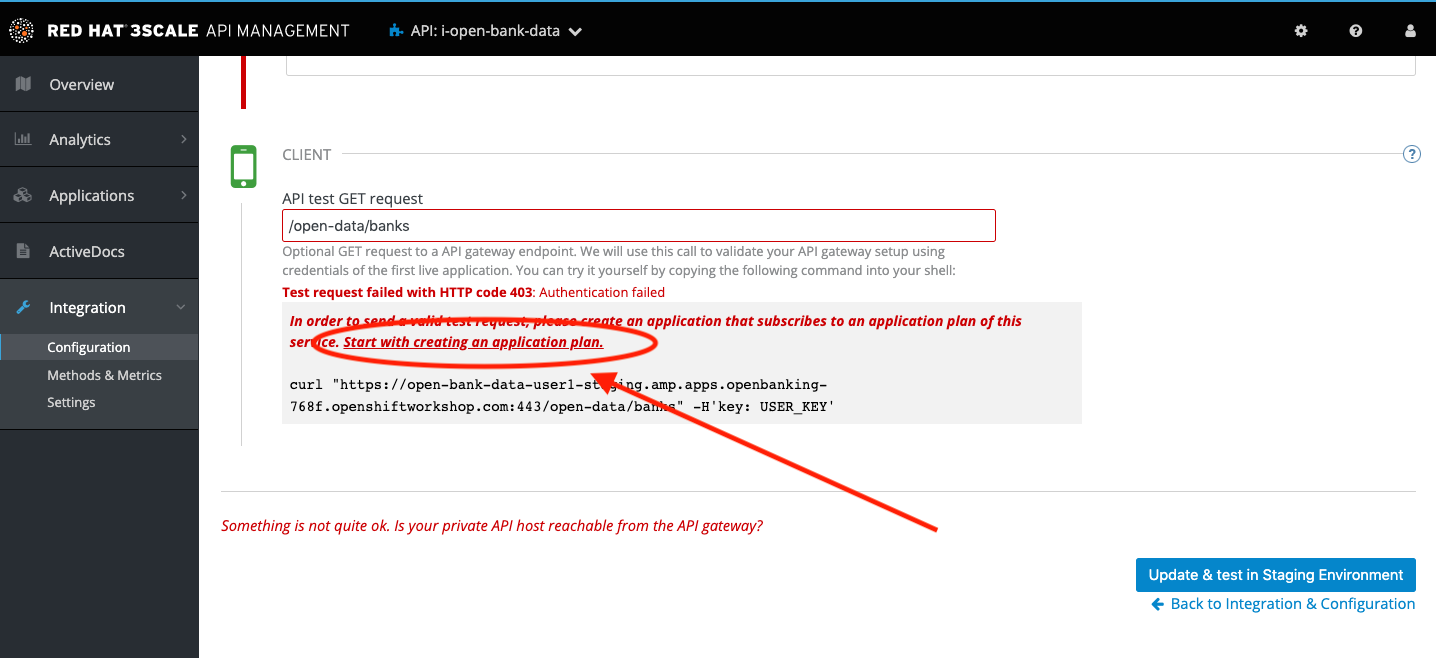 RED HAT® 3SCALE API MANAGEMENT
API: i-open-bank-data
Overview
Analytics
Applications
ActiveDocs
Integration
Configuration
Methods & Metrics
Settings
CLIENT
?
API test GET request
/open-data/banks
Optional GET request to a API gateway endpoint. We will use this call to validate your API gateway setup using
credentials of the first live application. You can try it yourself by copying the following command into your shell:
Test request failed with HTTP code 403: Authentication failed
In order to send a valid test request, please create an application that subscribes to an application plan of this
service. Start with creating an application plan.
curl "https://open-bank-data-user1-staging.amp.apps.openbanking-
768f.openshiftworkshop.com:443/open-data/banks" -H'key: USER_KEY'
Something is not quite ok. Is your private API host reachable from the API gateway?
Update & test in Staging Environment
Back to Integration & Configuration